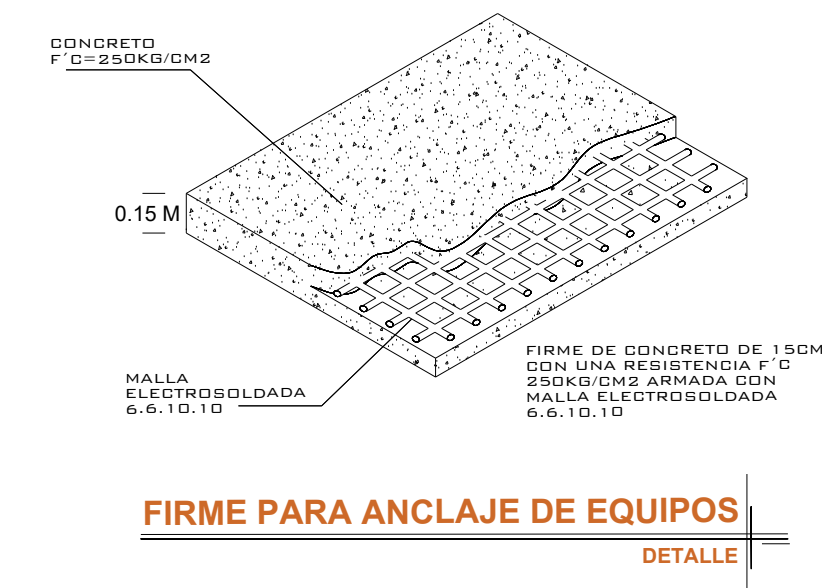 CONCRETO
F´C=250KG/CM2
0.15 M
MALLA
ELECTROSOLDADA
6.6.10.10
FIRME DE CONCRETO DE 15CM
CON UNA RESISTENCIA F´C
250KG/CM2 ARMADA CON
MALLA ELECTROSOLDADA
6.6.10.10
FIRME PARA ANCLAJE DE EQUIPOS
DETALLE